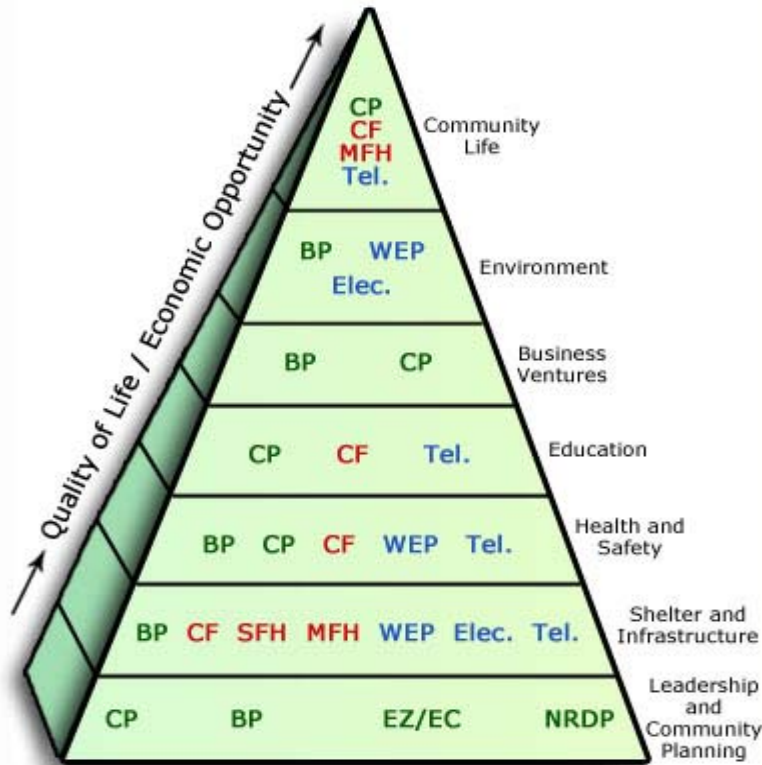 Quality of Life / Economic Opportunity
CP
CF
MFH
Tel.
Community
Life
BP WEP
Elec.
Environment
BP CP
Business
Ventures
CP CF Tel.
Education
BP CP CF WEP Tel.
Health and
Safety
BP CF SFH MFH WEP Elec. Tel.
Shelter and
Infrastructure
CP BP EZ/EC NRDP
Leadership
and
Community
Planning